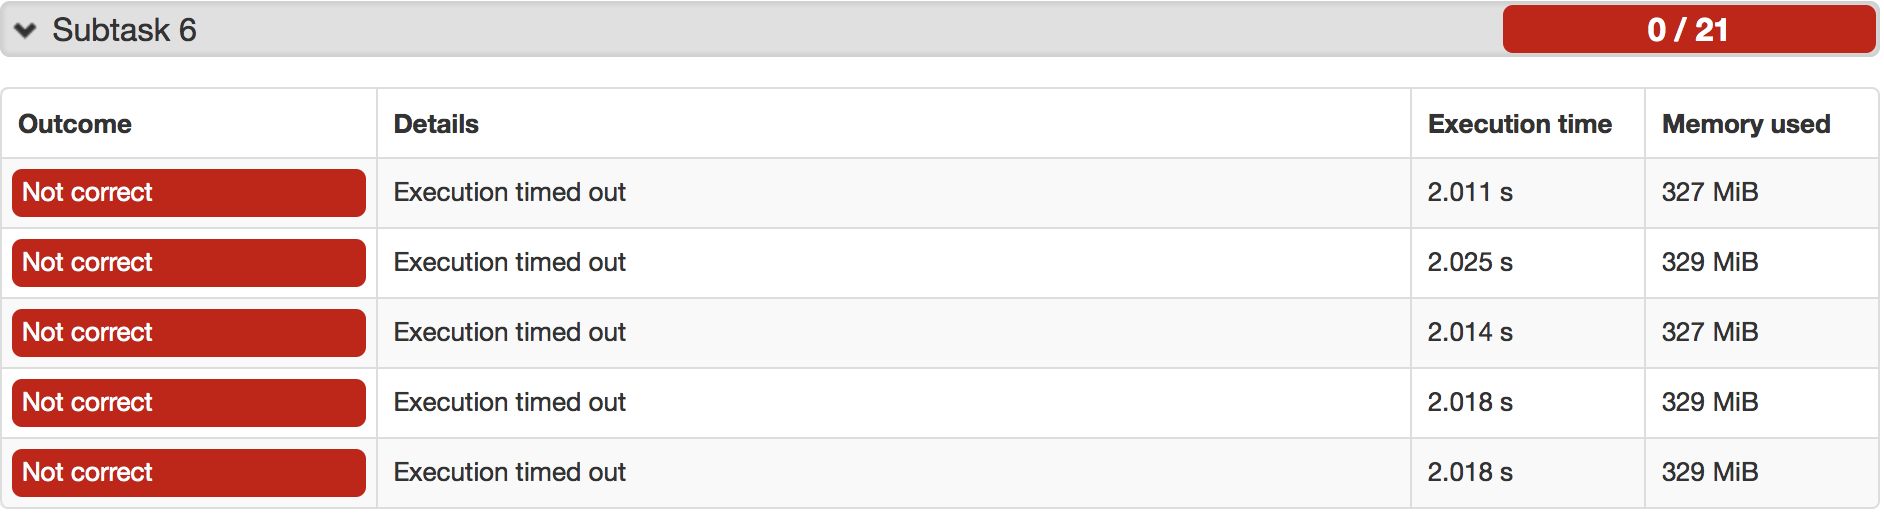 Subtask 6 0 / 21
Outcome Details Execution time Memory used
Not correct Execution timed out 2.011 s 327 MiB
Not correct Execution timed out 2.025 s 329 MiB
Not correct Execution timed out 2.014 s 327 MiB
Not correct Execution timed out 2.018 s 329 MiB
Not correct Execution timed out 2.018 s 329 MiB